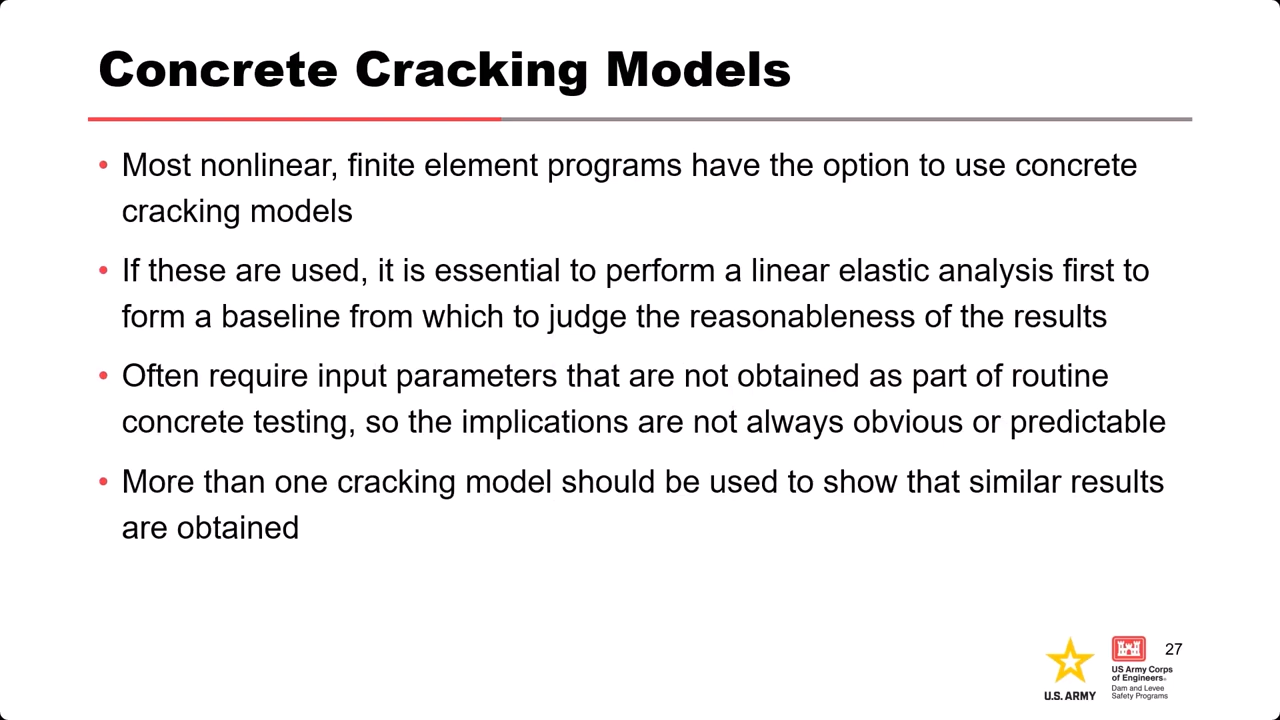 Concrete Cracking Models
• Most nonlinear, finite element programs have the option to use concrete
cracking models
• If these are used, it is essential to perform a linear elastic analysis first to
form a baseline from which to judge the reasonableness of the results
• Often require input parameters that are not obtained as part of routine
concrete testing, so the implications are not always obvious or predictable
• More than one cracking model should be used to show that similar results
are obtained
27
U.S. ARMY
US Army Corps
of Engineers®
Dam and Levee
Safety Programs